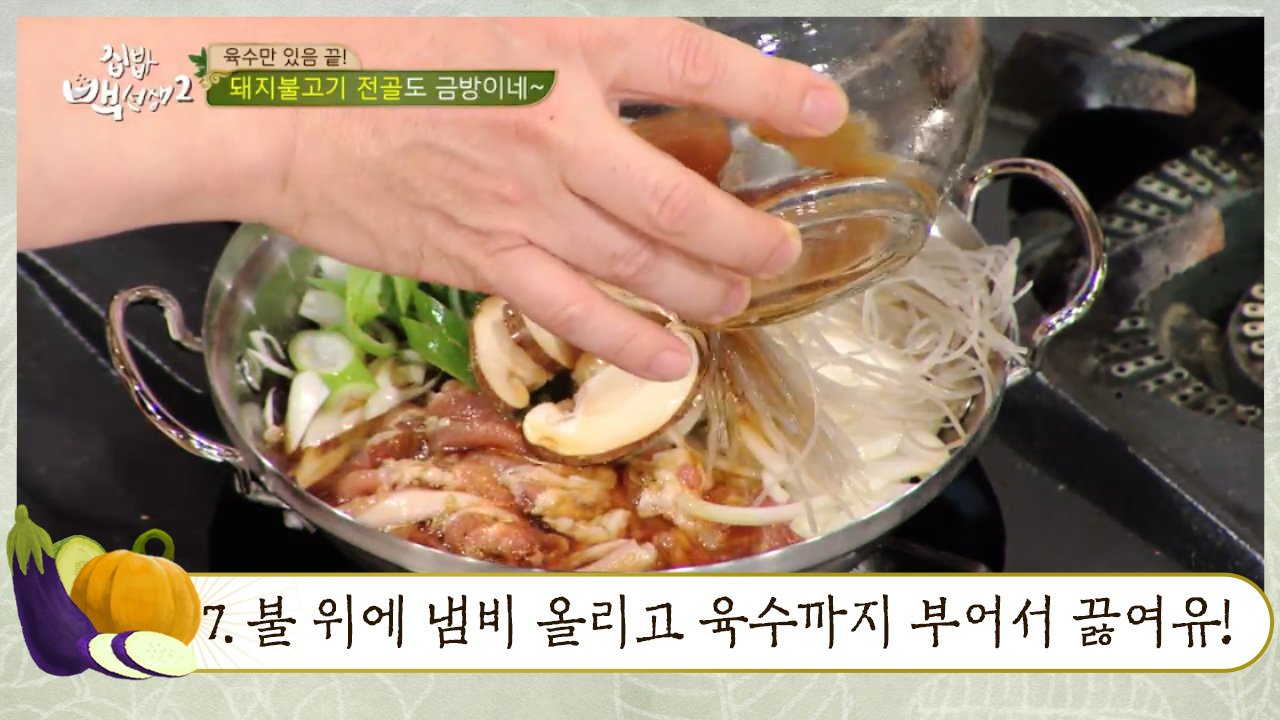 집밥
백선생2
육수만 있음 끝!
돼지불고기 전골도 금방이네~
7. 불 위에 냄비 올리고 육수까지 부어서 끓여유!